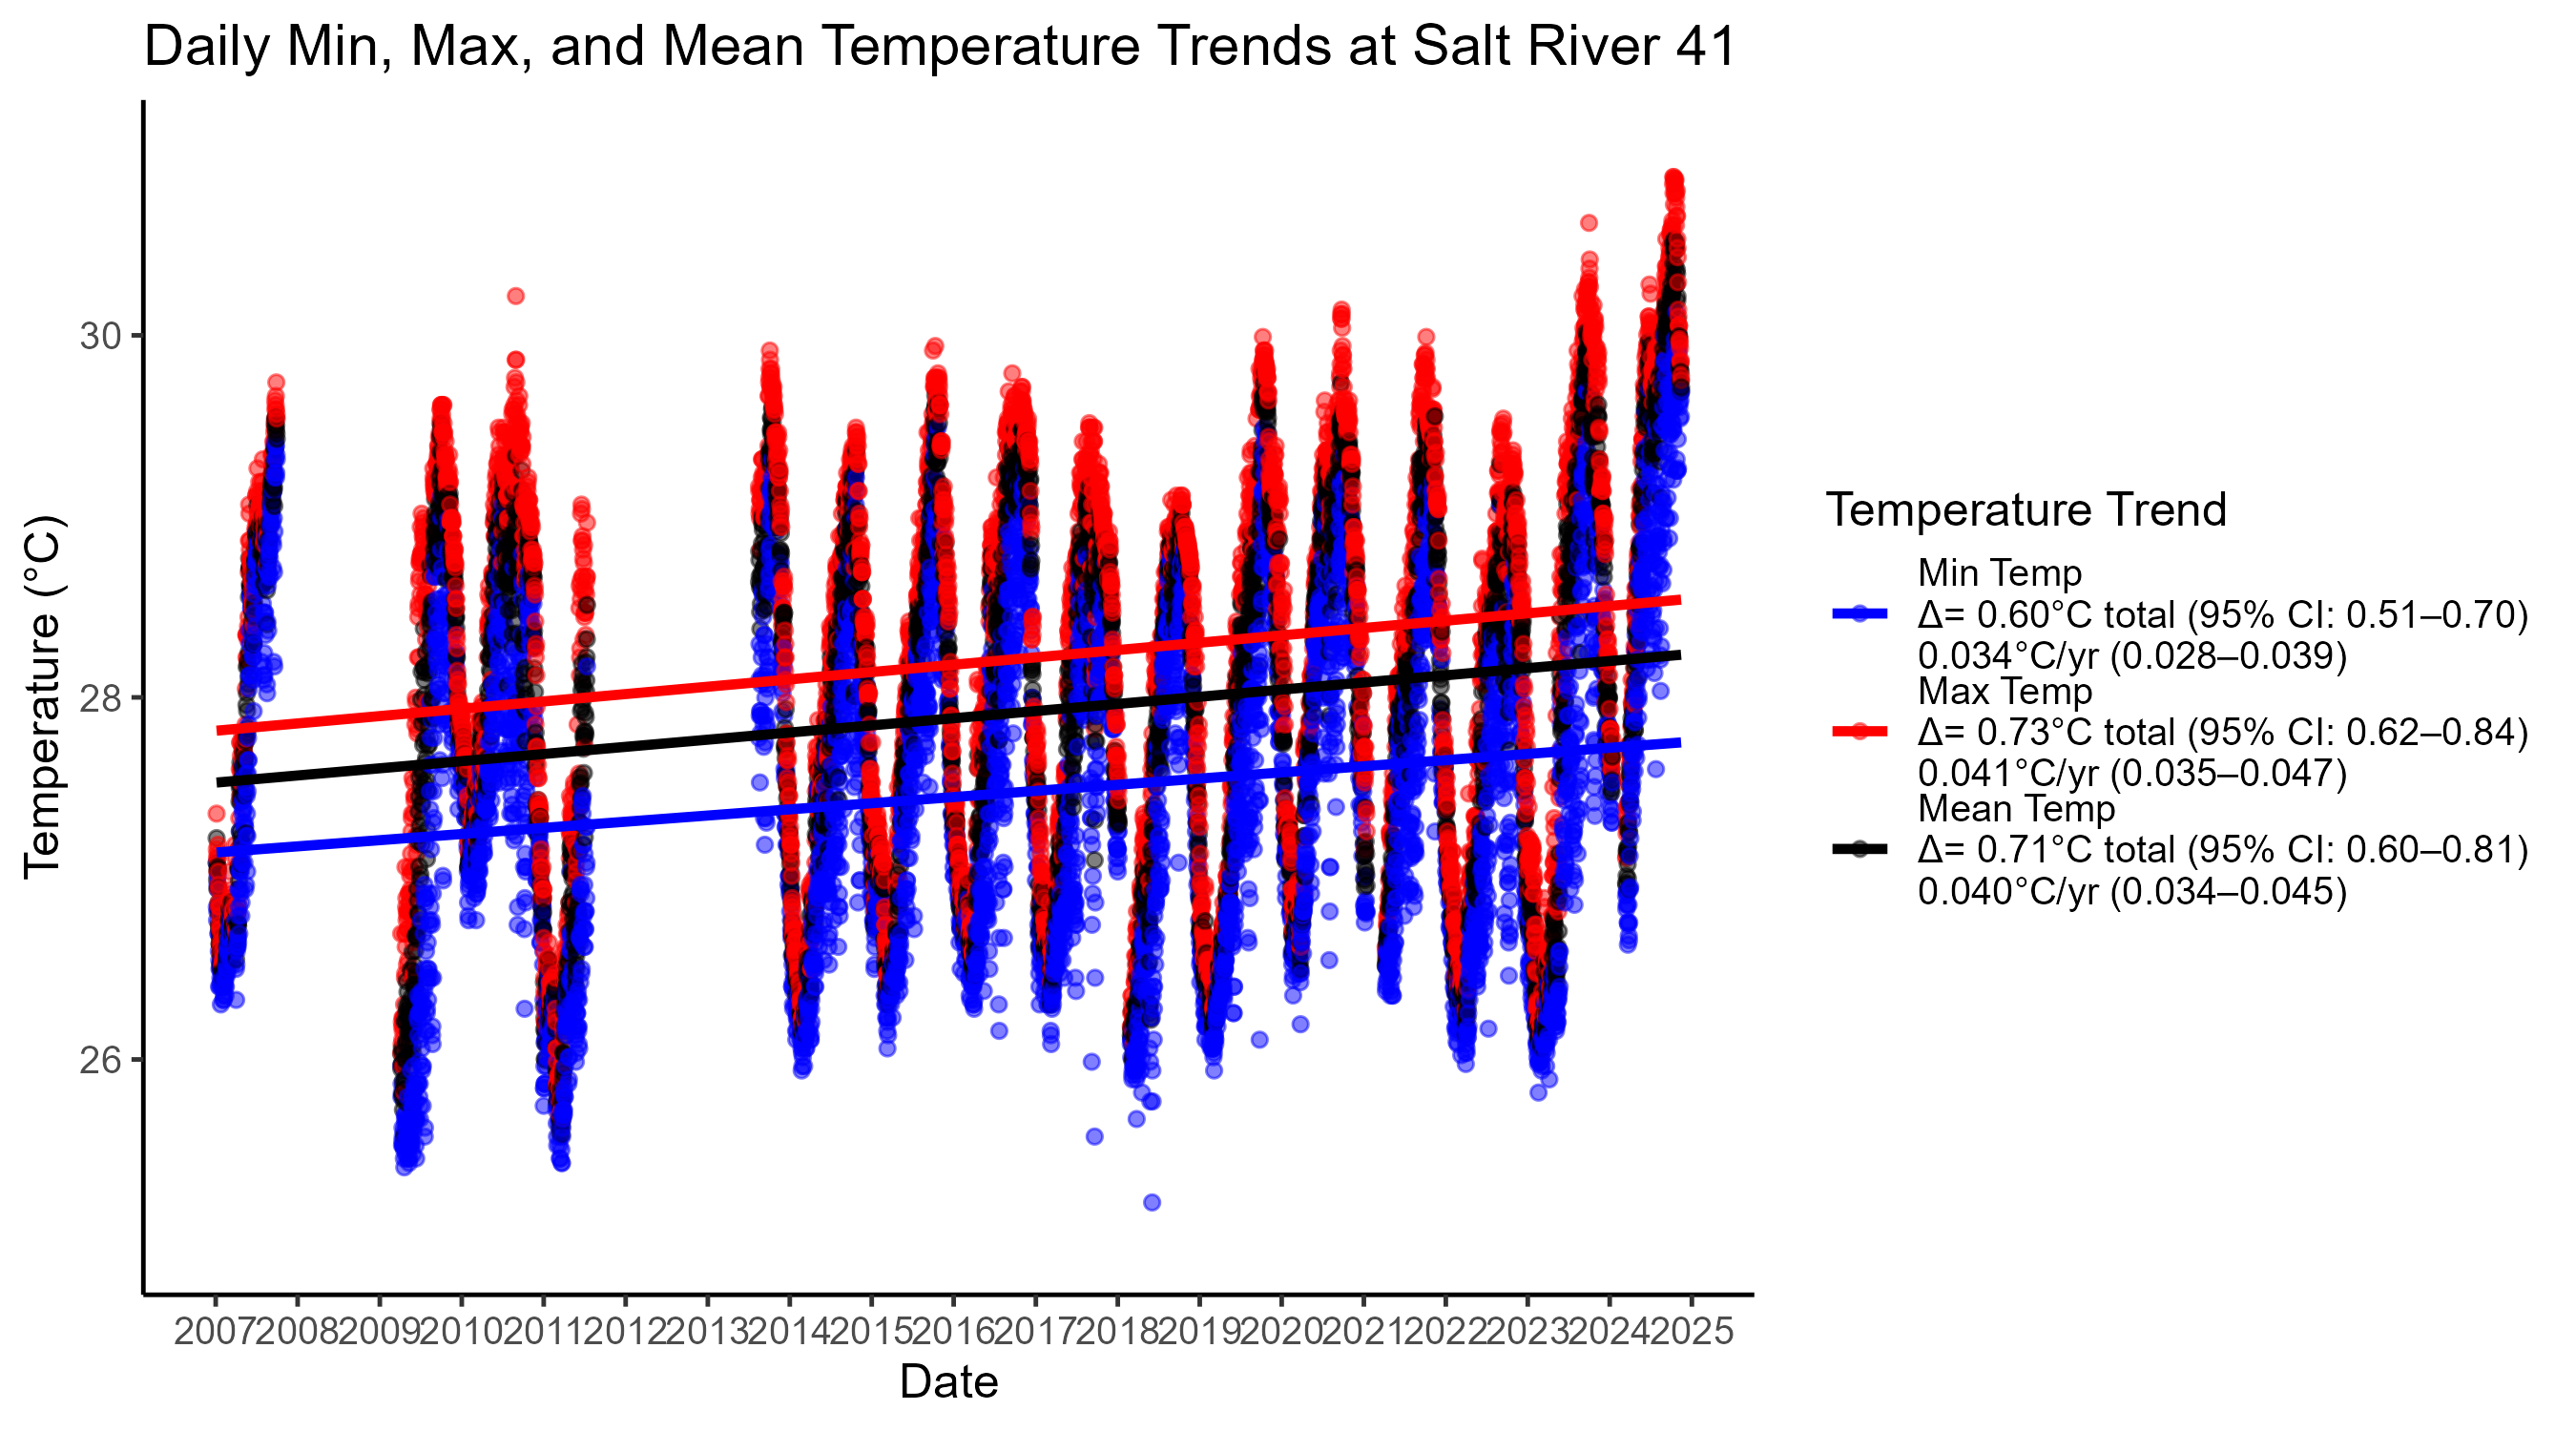 Daily Min, Max, and Mean Temperature Trends at Salt River 41
Temperature (°C)
30
28
26
2007 2008 2009 2010 2011 2012 2013 2014 2015 2016 2017 2018 2019 2020 2021 2022 2023 2024 2025
Date
Temperature Trend
Min Temp
Δ= 0.60°C total (95% CI: 0.51–0.70)
0.034°C/yr (0.028–0.039)
Max Temp
Δ= 0.73°C total (95% CI: 0.62–0.84)
0.041°C/yr (0.035–0.047)
Mean Temp
Δ= 0.71°C total (95% CI: 0.60–0.81)
0.040°C/yr (0.034–0.045)